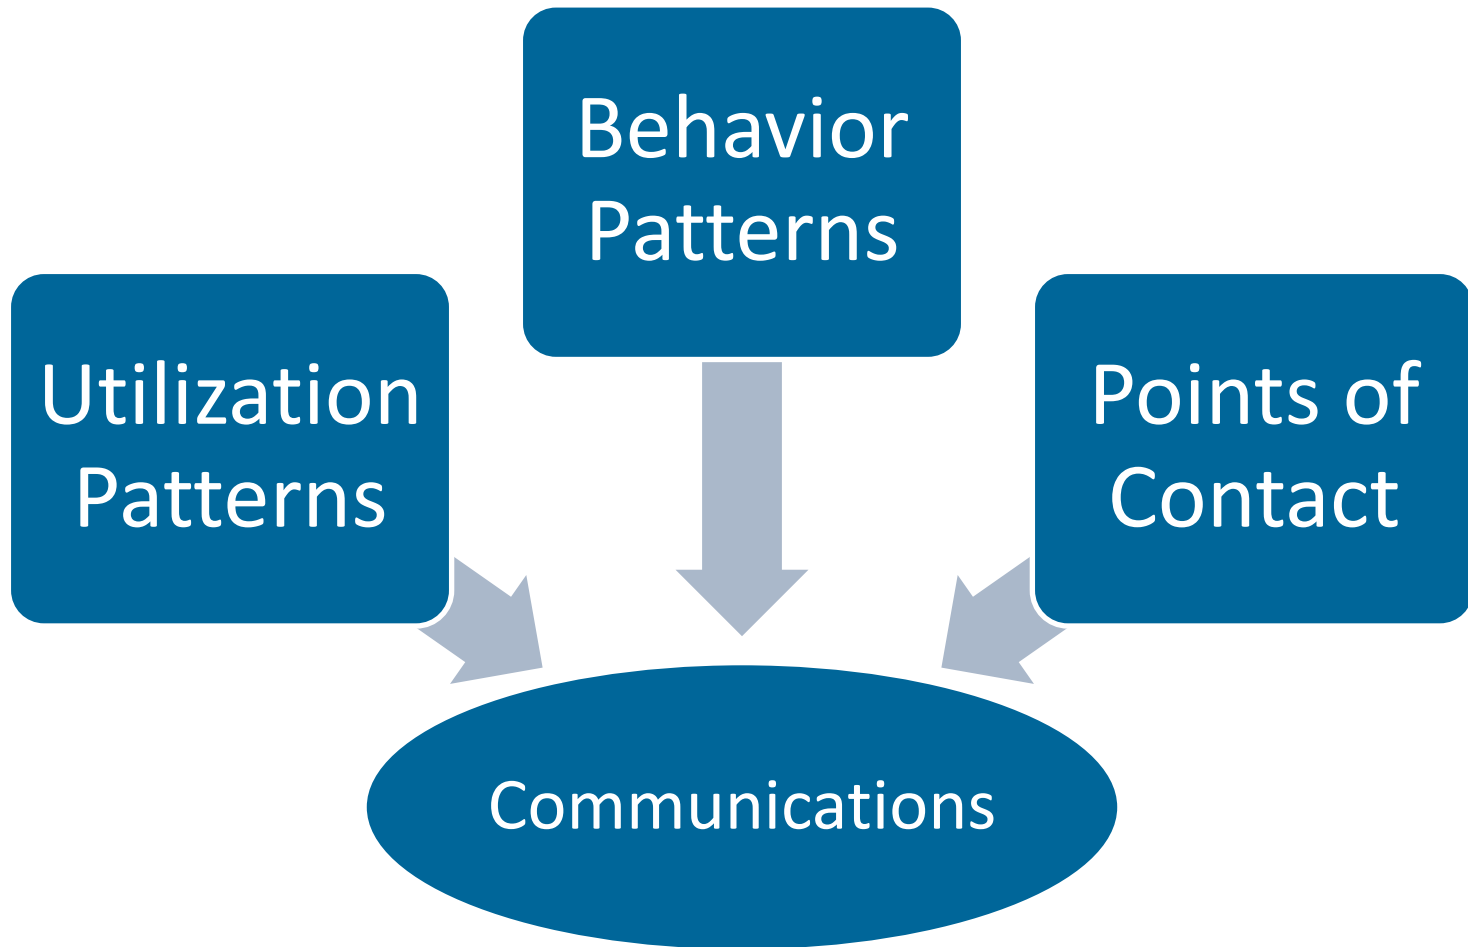 Behavior
Patterns
Utilization
Patterns
Points of
Contact
Communications